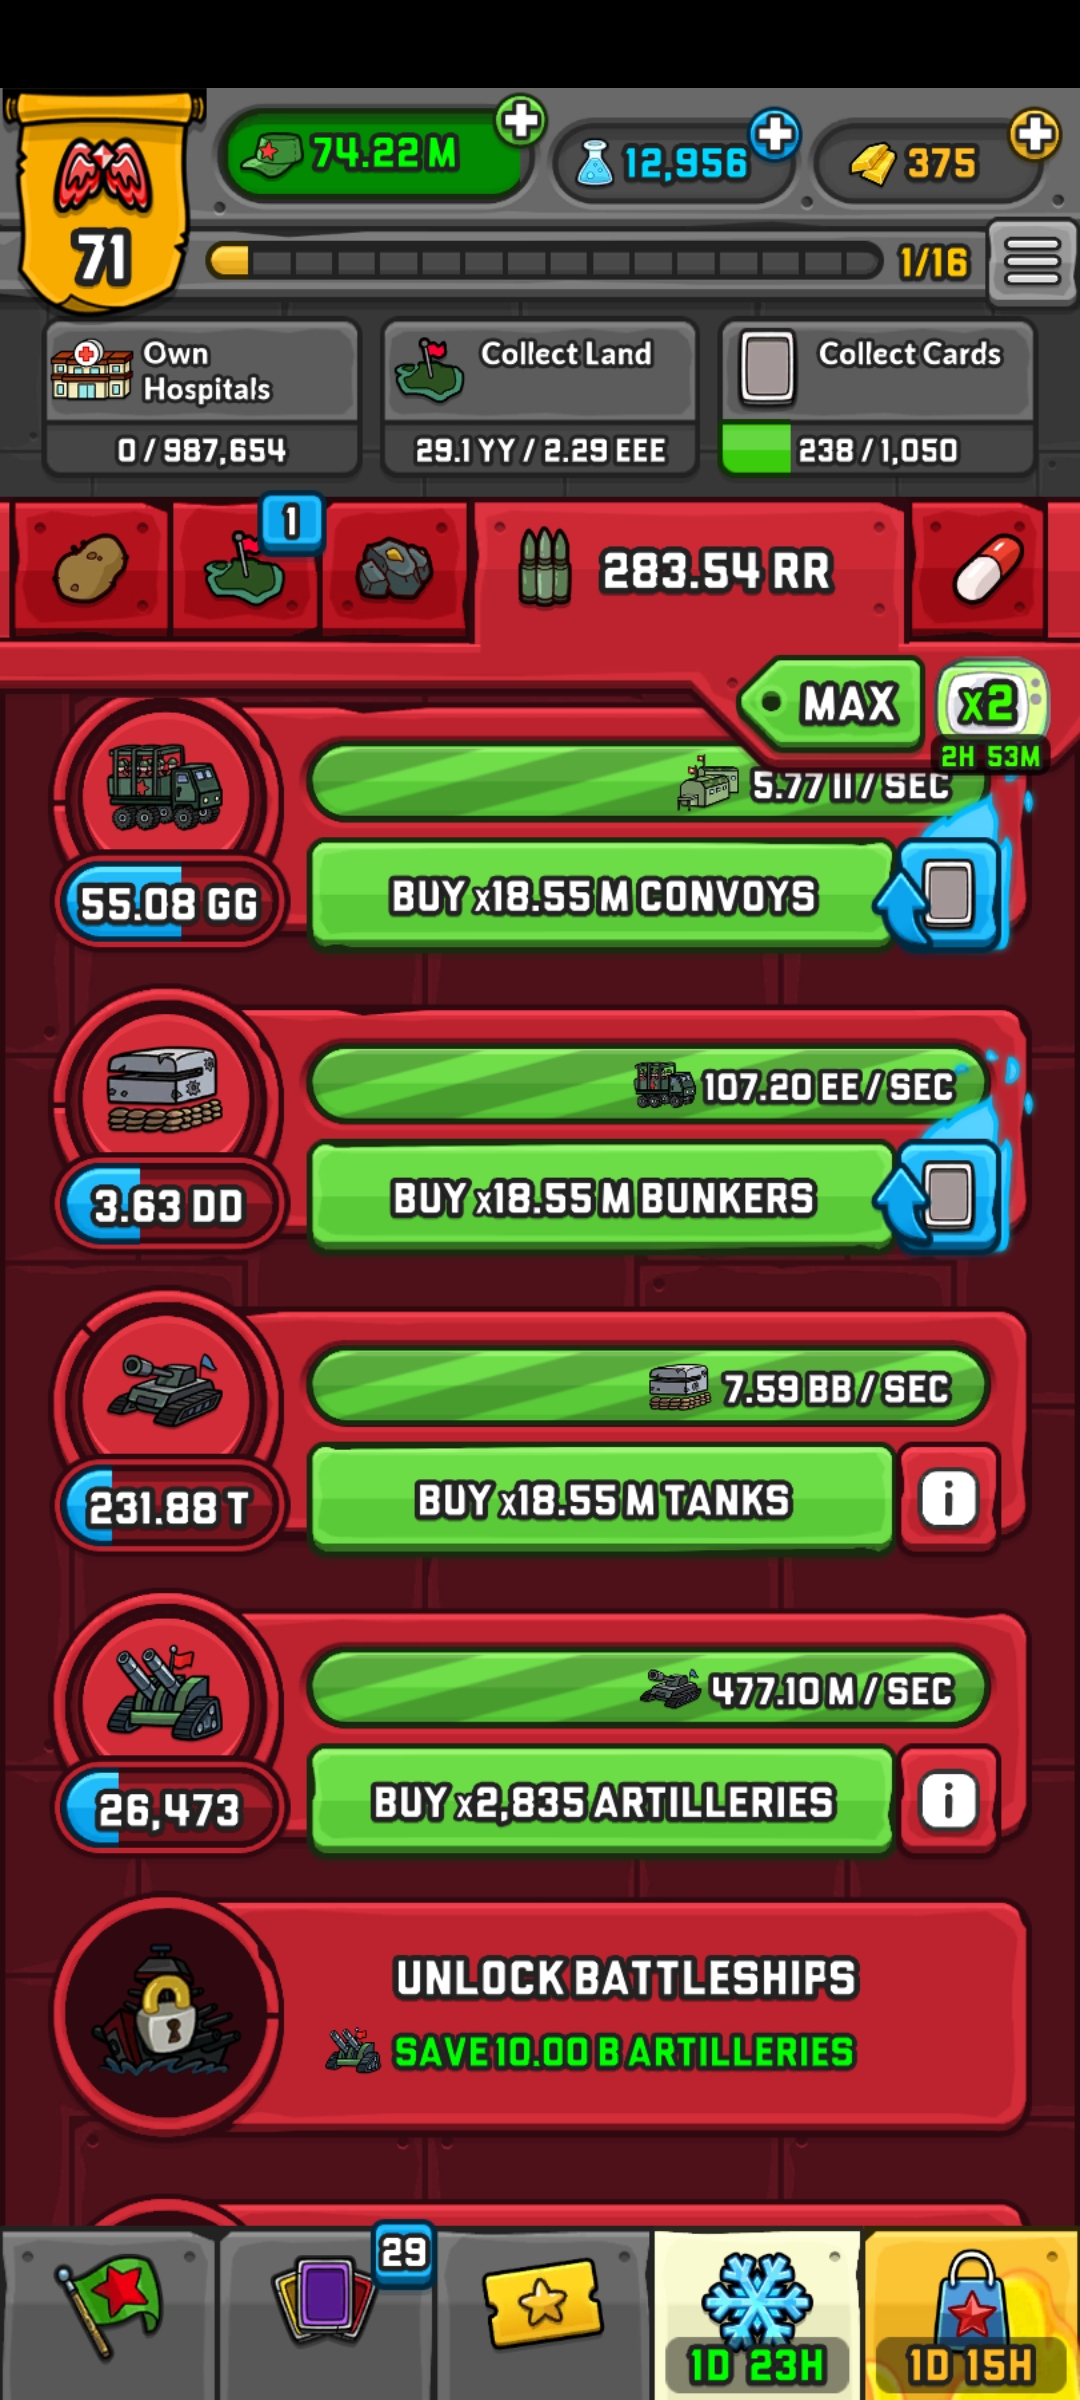 74.22 M
12,956
375
71
1/16
Own
Hospitals
Collect Land
Collect Cards
0 / 987,654
29.1 YY / 2.29 EEE
238 / 1,050
1
283.54 RR
MAX
x2
2H 53M
5.77 II / SEC
55.08 GG
BUY x18.55 M CONVOYS
107.20 EE / SEC
3.63 DD
BUY x18.55 M BUNKERS
7.59 BB / SEC
231.88 T
BUY x18.55 M TANKS
i
477.10 M / SEC
26,473
BUY x2,835 ARTILLERIES
i
UNLOCK BATTLESHIPS
SAVE 10.00 B ARTILLERIES
29
1D 23H
1D 15H